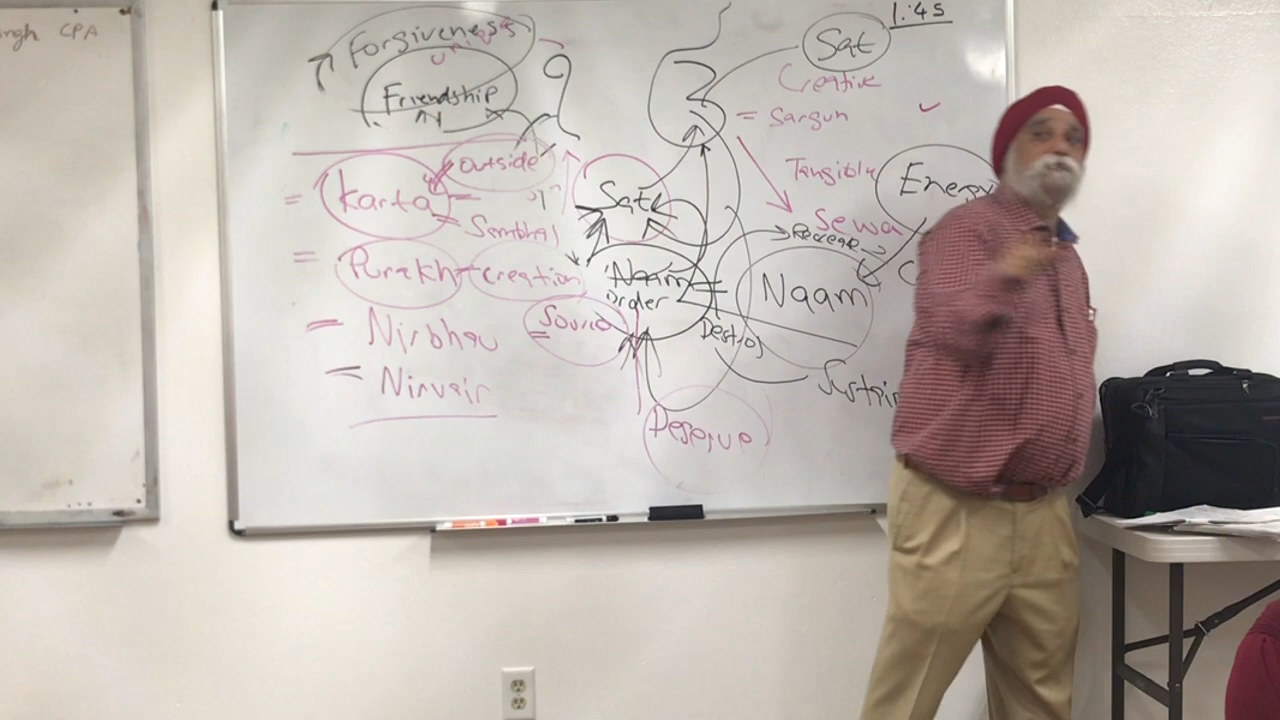 CPA
1:45
Forgiveness
Friendship
Sat
Creative
= Sargun
Tangible
Sewa
Energy
Outside
= Karta
Sat
= Purakh
Creation
Naam
order
Naam
Source
Destroy
= Nirbhau
= Nirvair
Sustain
Deserve